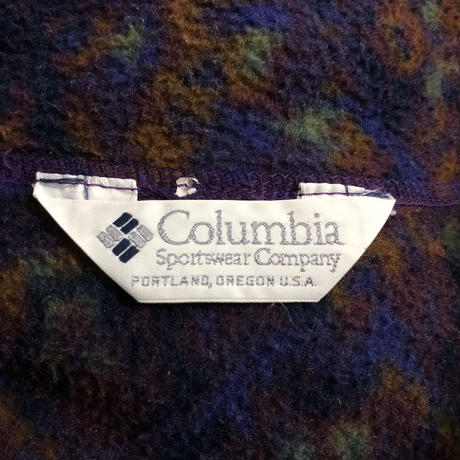 Columbia
Sportswear Company
PORTLAND, OREGON U.S.A.